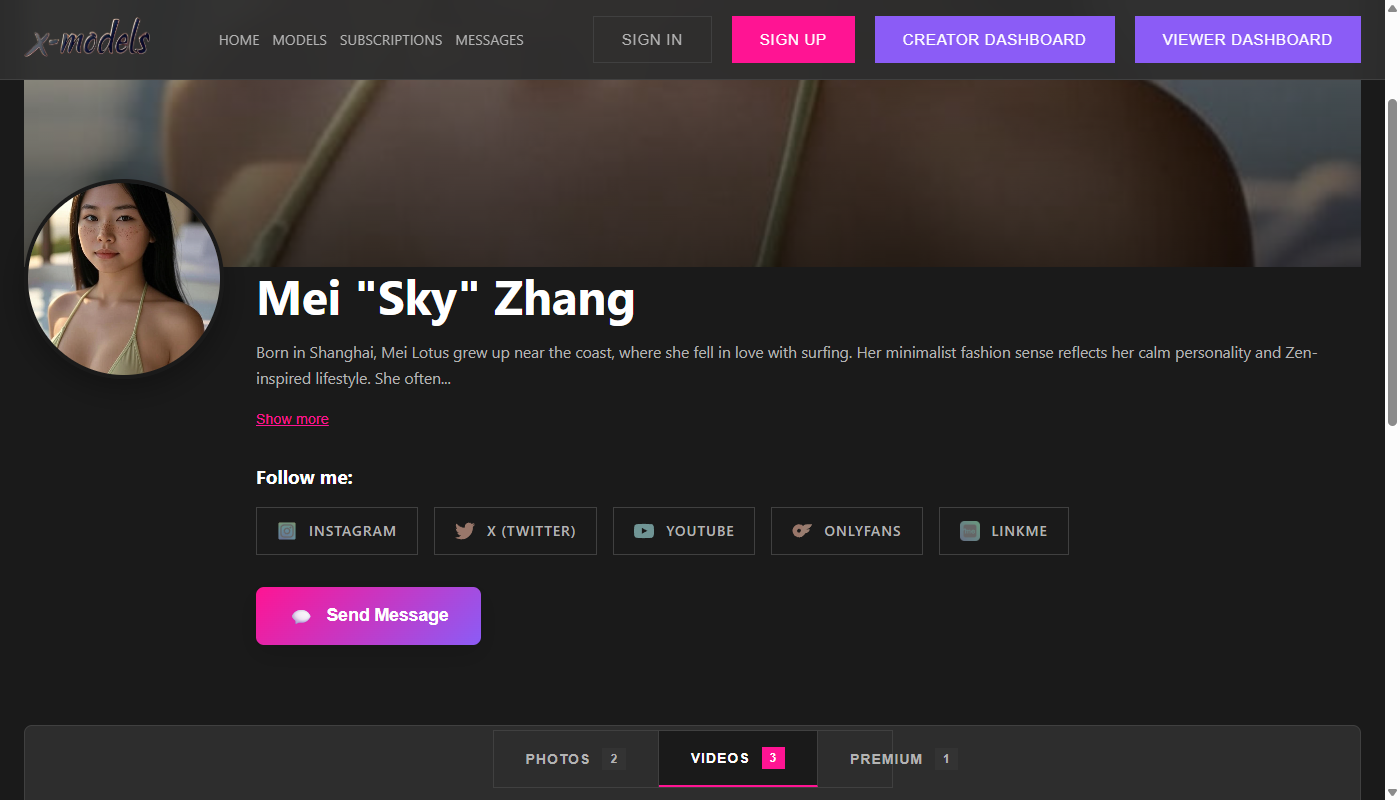 x-models
HOME MODELS SUBSCRIPTIONS MESSAGES SIGN IN SIGN UP CREATOR DASHBOARD VIEWER DASHBOARD
Mei "Sky" Zhang
Born in Shanghai, Mei Lotus grew up near the coast, where she fell in love with surfing. Her minimalist fashion sense reflects her calm personality and Zen-
inspired lifestyle. She often...
Show more
Follow me:
INSTAGRAM X (TWITTER) YOUTUBE ONLYFANS LINKME
Send Message
PHOTOS 2 VIDEOS 3 PREMIUM 1